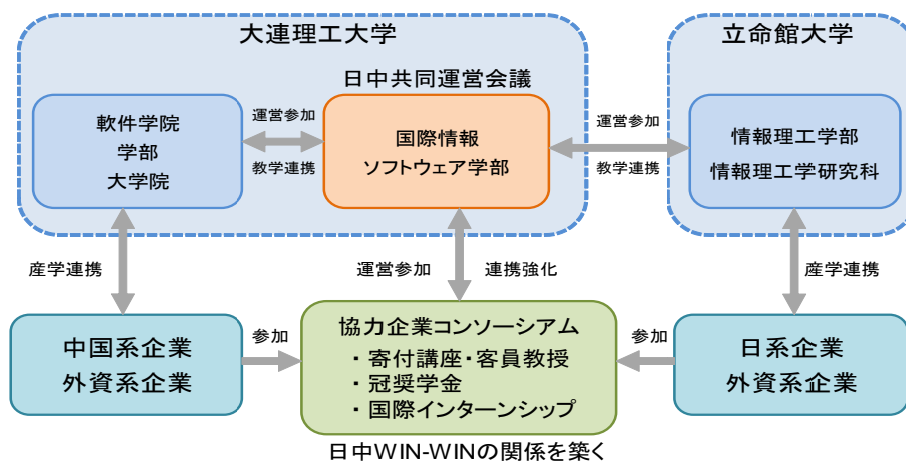 大連理工大学
立命館大学
日中共同運営会議
軟件学院
学部
大学院
運営参加
教学連携
国際情報
ソフトウェア学部
運営参加
教学連携
情報理工学部
情報理工学研究科
産学連携
運営参加
連携強化
産学連携
中国系企業
外資系企業
参加
協力企業コンソーシアム
・寄付講座・客員教授
・冠奨学金
・国際インターンシップ
参加
日系企業
外資系企業
日中WIN-WINの関係を築く